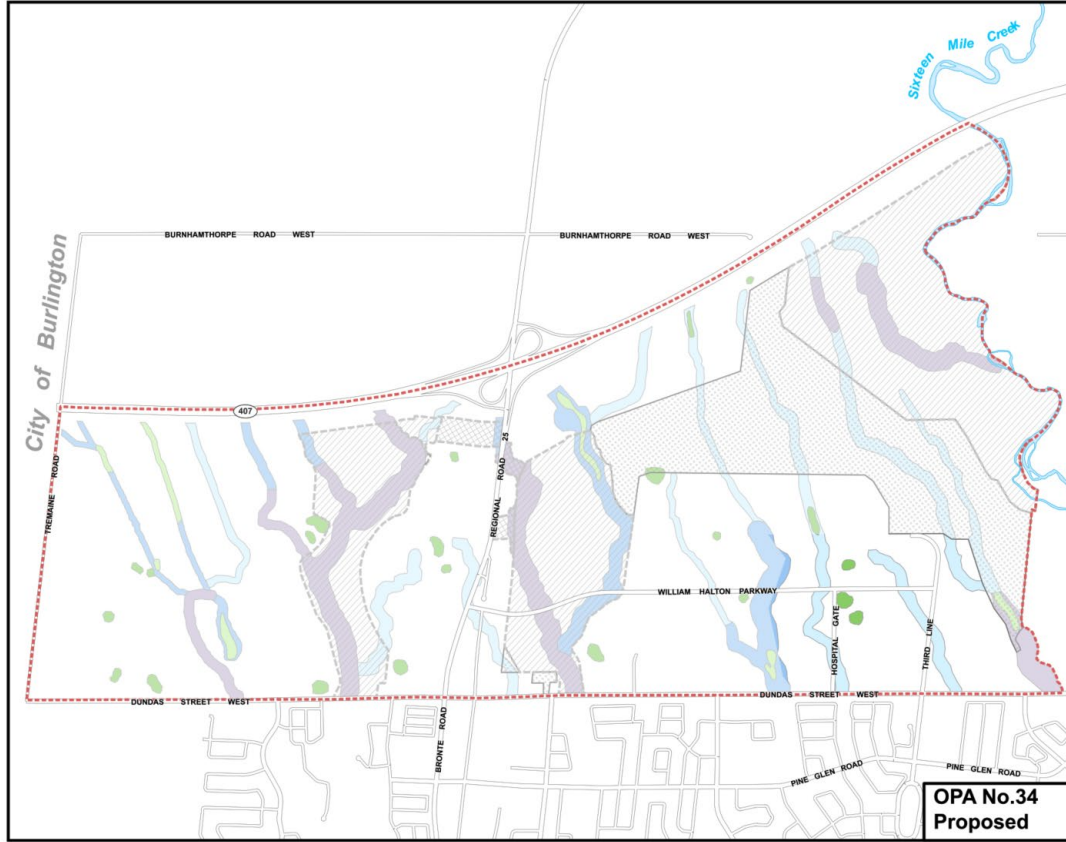 Sixteen Mile Creek
BURNHAMTHORPE ROAD WEST
BURNHAMTHORPE ROAD WEST
City of Burlington
407
TREMAINE ROAD
REGIONAL ROAD 25
WILLIAM HALTON PARKWAY
HOSPITAL GATE
THIRD LINE
DUNDAS STREET WEST
DUNDAS STREET WEST
BRONTE ROAD
PINE GLEN ROAD
PINE GLEN ROAD
OPA No.34
Proposed